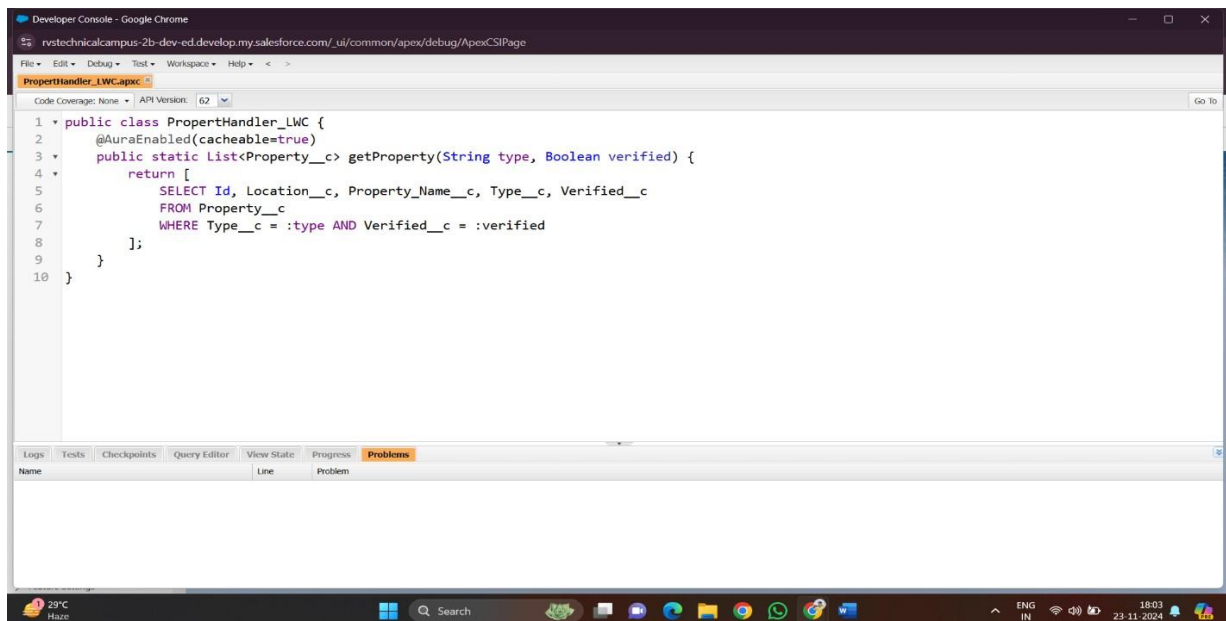 Developer Console - Google Chrome
rvstechnicalcampus-2b-dev-ed.develop.my.salesforce.com/_ui/common/apex/debug/ApexCSIPage
File Edit Debug Test Workspace Help < >
PropertHandler_LWC.apxc
Code Coverage: None API Version: 62 Go To
1 public class PropertHandler_LWC {
2 @AuraEnabled(cacheable=true)
3 public static List<Property__c> getProperty(String type, Boolean verified) {
4 return [
5 SELECT Id, Location__c, Property_Name__c, Type__c, Verified__c
6 FROM Property__c
7 WHERE Type__c = :type AND Verified__c = :verified
8 ];
9 }
10 }
Logs Tests Checkpoints Query Editor View State Progress Problems
Name Line Problem
29°C
Haze
Search
ENG
IN
18:03
23-11-2024